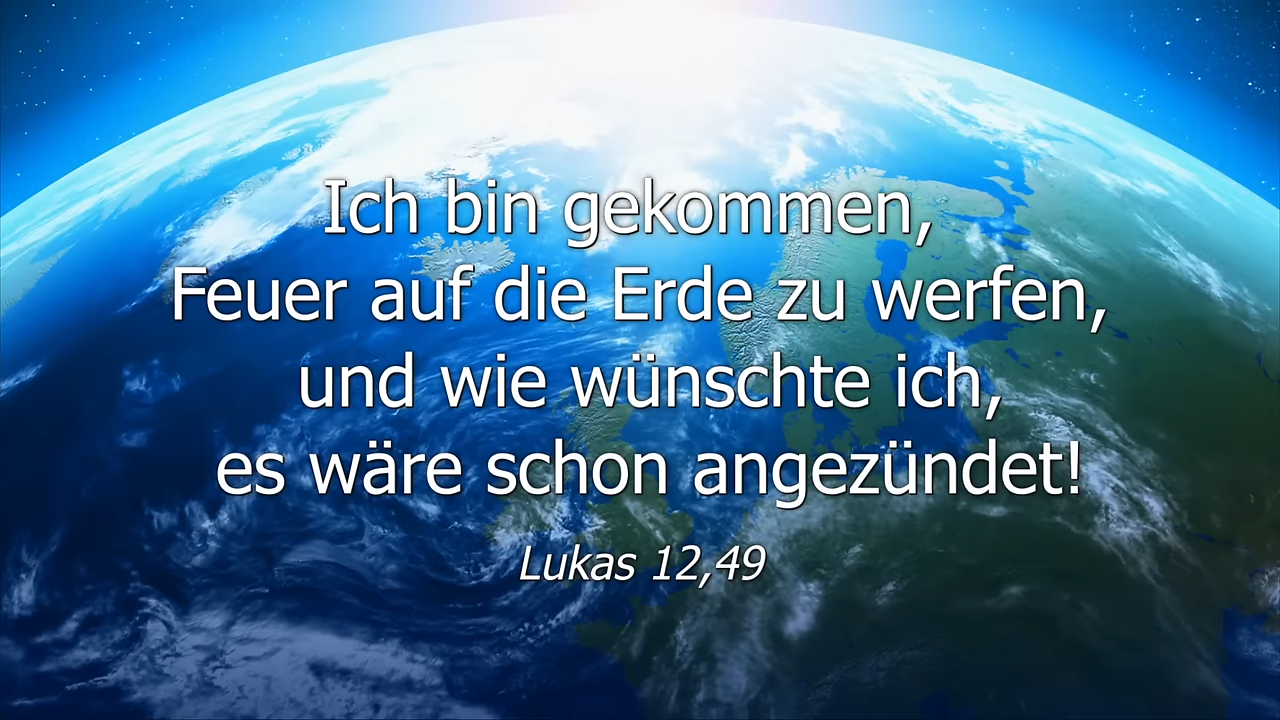 Ich bin gekommen,
Feuer auf die Erde zu werfen,
und wie wünschte ich,
es wäre schon angezündet!
Lukas 12,49